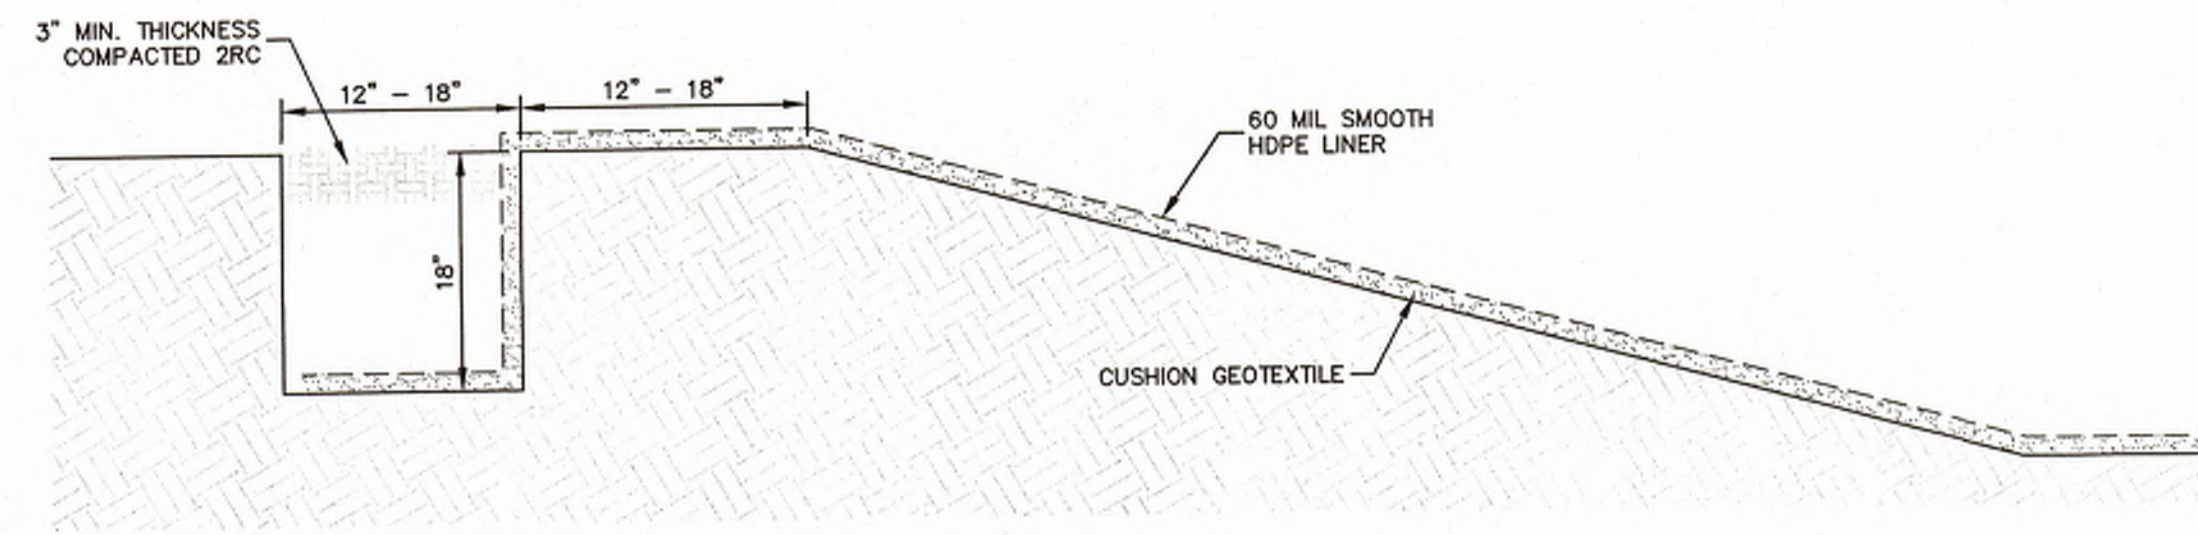 3" MIN. THICKNESS
COMPACTED 2RC
12" – 18"
12" – 18"
60 MIL SMOOTH
HDPE LINER
18"
CUSHION GEOTEXTILE